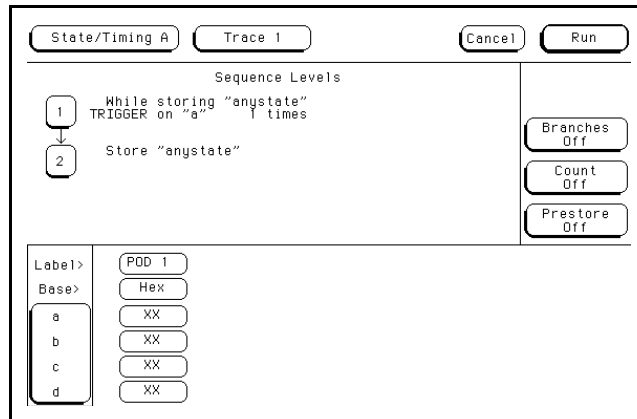 State/Timing A Trace 1 Cancel Run
Sequence Levels
1 While storing "anystate"
TRIGGER on "a" 1 times
2 Store "anystate"
Branches
Off
Count
Off
Prestore
Off
Label> POD 1
Base> Hex
a XX
b XX
c XX
d XX